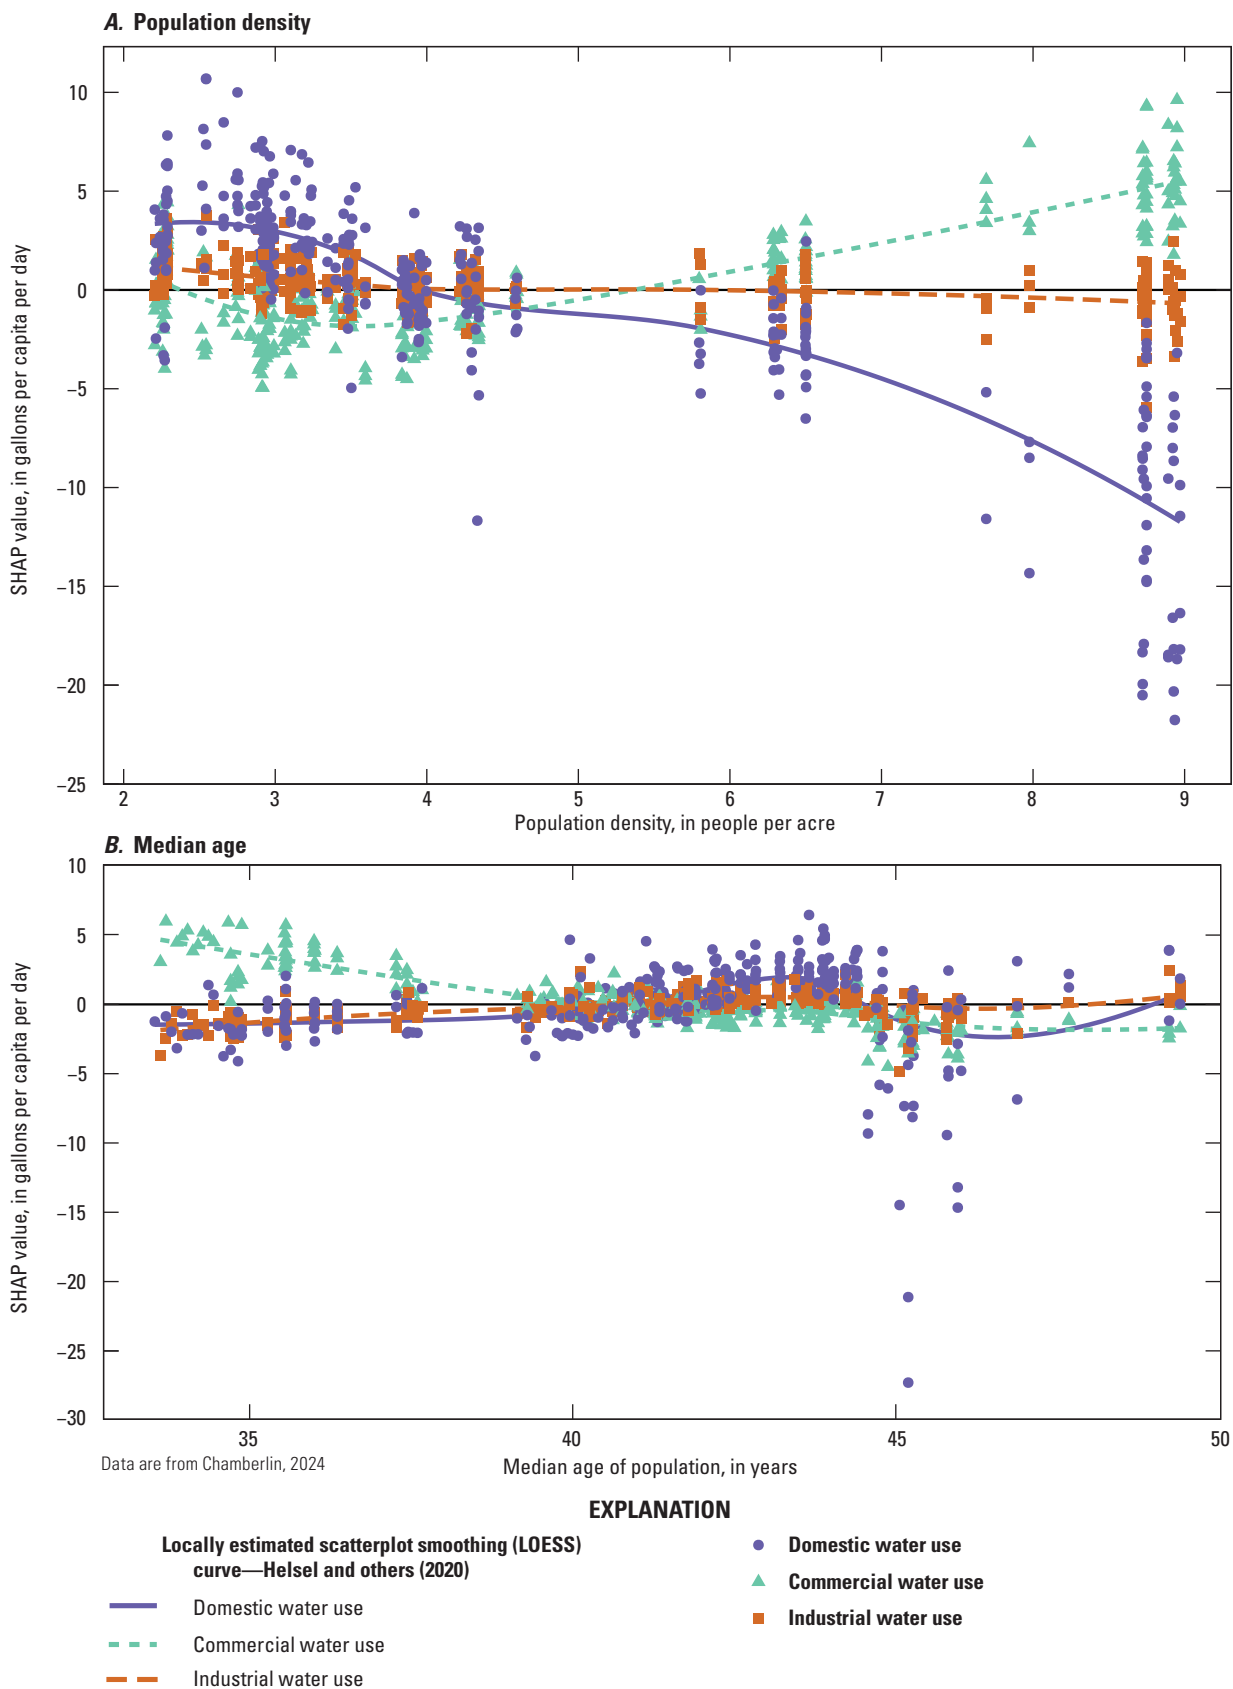 A. Population density
10
5
0
–5
–10
–15
–20
–25
SHAP value, in gallons per capita per day
2 3 4 5 6 7 8 9
Population density, in people per acre
B. Median age
10
5
0
–5
–10
–15
–20
–25
–30
SHAP value, in gallons per capita per day
35 40 45 50
Data are from Chamberlin, 2024
Median age of population, in years
EXPLANATION
Locally estimated scatterplot smoothing (LOESS)
curve—Helsel and others (2020)
Domestic water use
Commercial water use
Industrial water use
Domestic water use
Commercial water use
Industrial water use